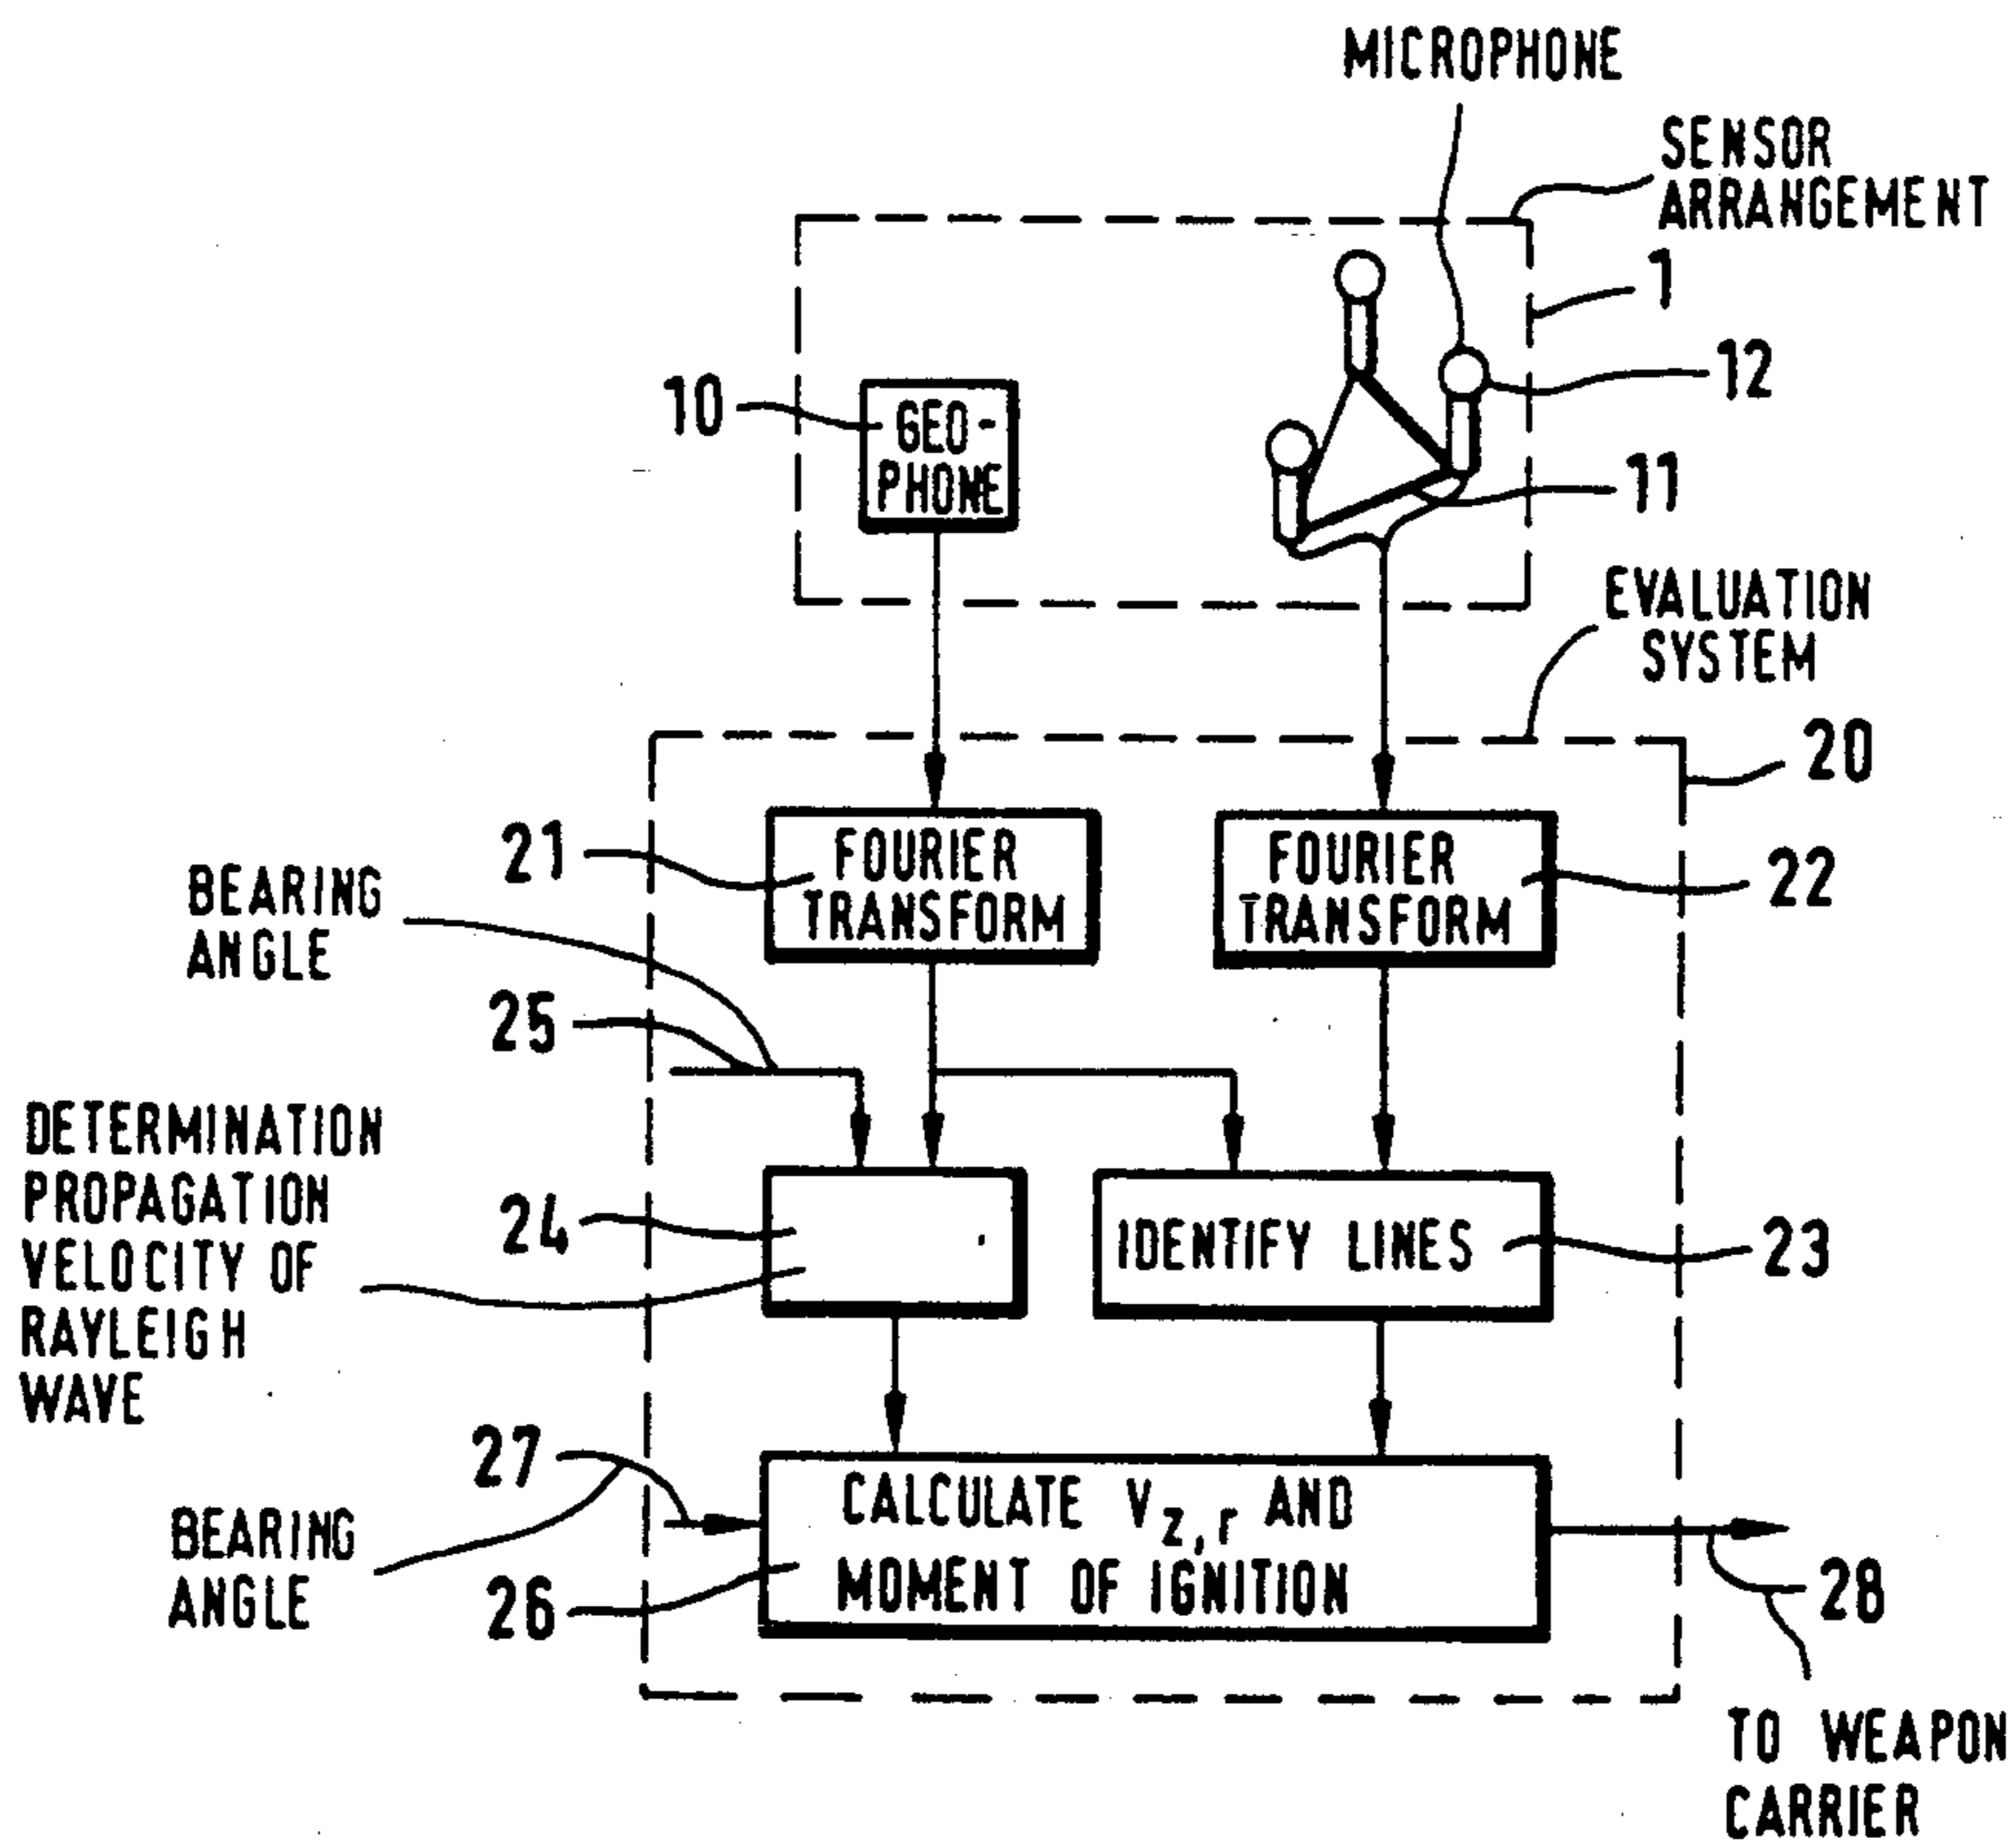 MICROPHONE
SENSOR
ARRANGEMENT
1
12
10
GEO-
PHONE
11
EVALUATION
SYSTEM
20
21
FOURIER
TRANSFORM
FOURIER
TRANSFORM
22
BEARING
ANGLE
25
DETERMINATION
PROPAGATION
VELOCITY OF
RAYLEIGH
WAVE
24
IDENTIFY LINES
23
27
BEARING
ANGLE
26
CALCULATE Vz,r AND
MOMENT OF IGNITION
28
TO WEAPON
CARRIER